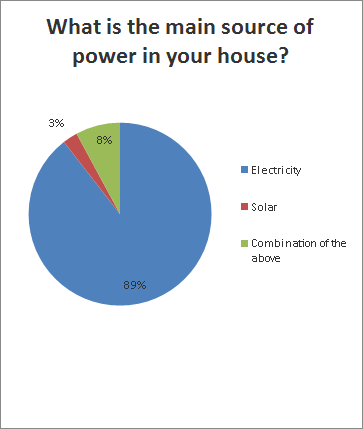 What is the main source of
power in your house?
3%
8%
89%
Electricity
Solar
Combination of the
above